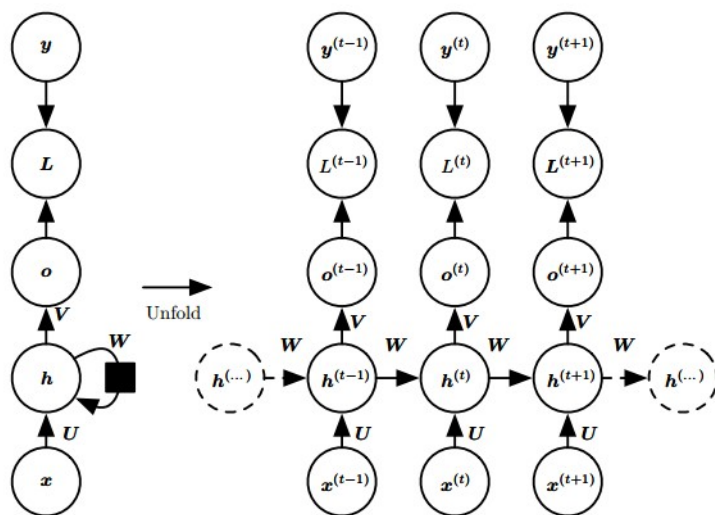 y y^(t−1) y^(t) y^(t+1)
L L^(t−1) L^(t) L^(t+1)
o o^(t−1) o^(t) o^(t+1)
Unfold
V V V V
W W W W W
h h^(...) h^(t−1) h^(t) h^(t+1) h^(...)
U U U U
x x^(t−1) x^(t) x^(t+1)